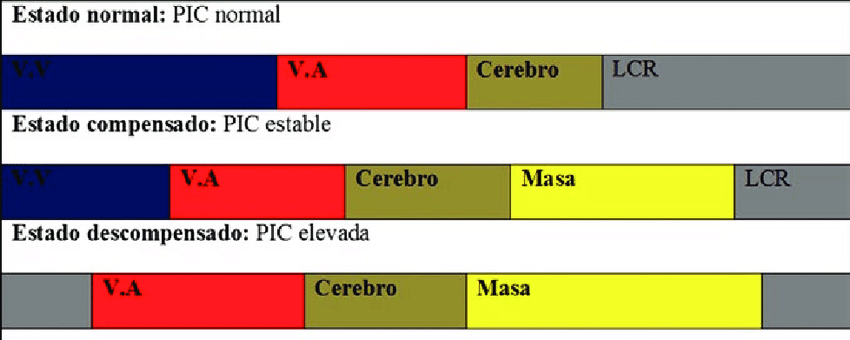 Estado normal: PIC normal
V.V V.A Cerebro LCR
Estado compensado: PIC estable
V.V V.A Cerebro Masa LCR
Estado descompensado: PIC elevada
V.A Cerebro Masa